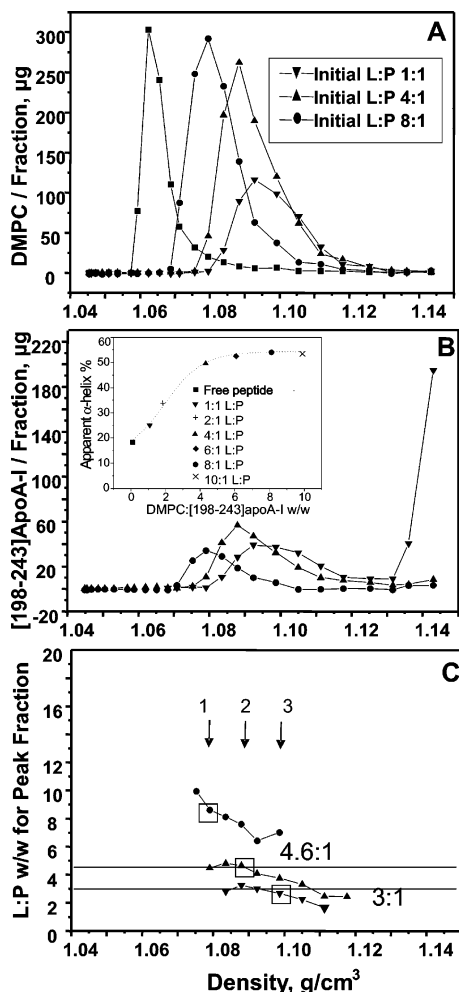 A
300
250
200
150
100
50
0
DMPC / Fraction, µg
Initial L:P 1:1
Initial L:P 4:1
Initial L:P 8:1
1.04 1.06 1.08 1.10 1.12 1.14
B
220
180
140
100
60
20
-20
[198-243]ApoA-I / Fraction, µg
60
50
40
30
20
10
0
Apparent α-helix %
Free peptide
1:1 L:P
2:1 L:P
4:1 L:P
6:1 L:P
8:1 L:P
10:1 L:P
0 2 4 6 8 10
DMPC:[198-243]apoA-I w/w
1.04 1.06 1.08 1.10 1.12 1.14
C
20
16
14
12
10
8
6
4
2
0
L:P w/w for Peak Fraction
1 2 3
4.6:1
3:1
1.04 1.06 1.08 1.10 1.12 1.14
Density, g/cm³